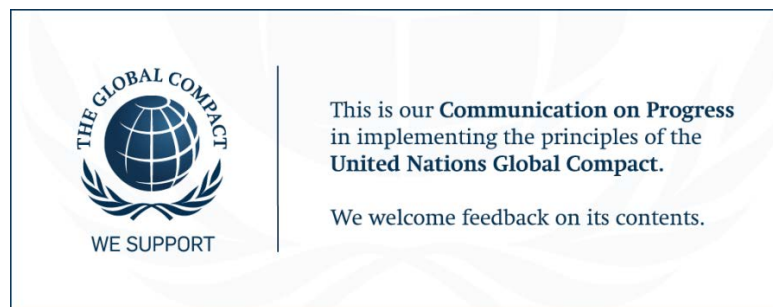 THE GLOBAL COMPACT
WE SUPPORT
This is our Communication on Progress
in implementing the principles of the
United Nations Global Compact.
We welcome feedback on its contents.